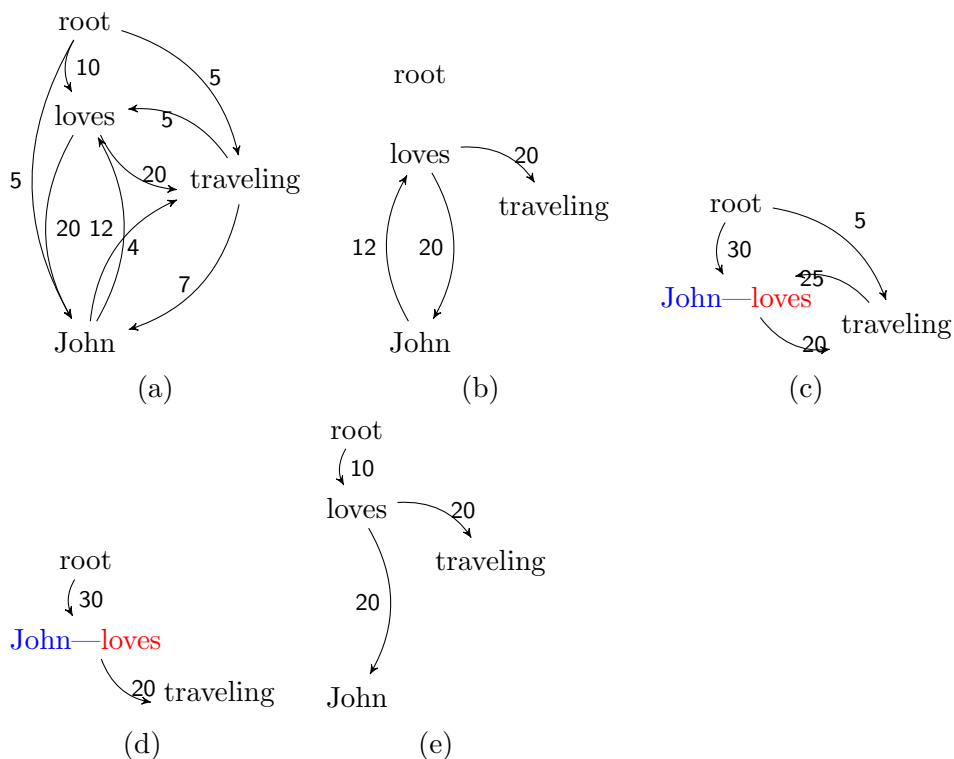 root
10
5
loves
5
20
traveling
5
20
12
4
7
John
(a)
root
loves
20
traveling
12
20
John
(b)
root
5
30
25
John—loves
traveling
20
(c)
root
30
John—loves
20
traveling
(d)
root
10
loves
20
traveling
20
John
(e)